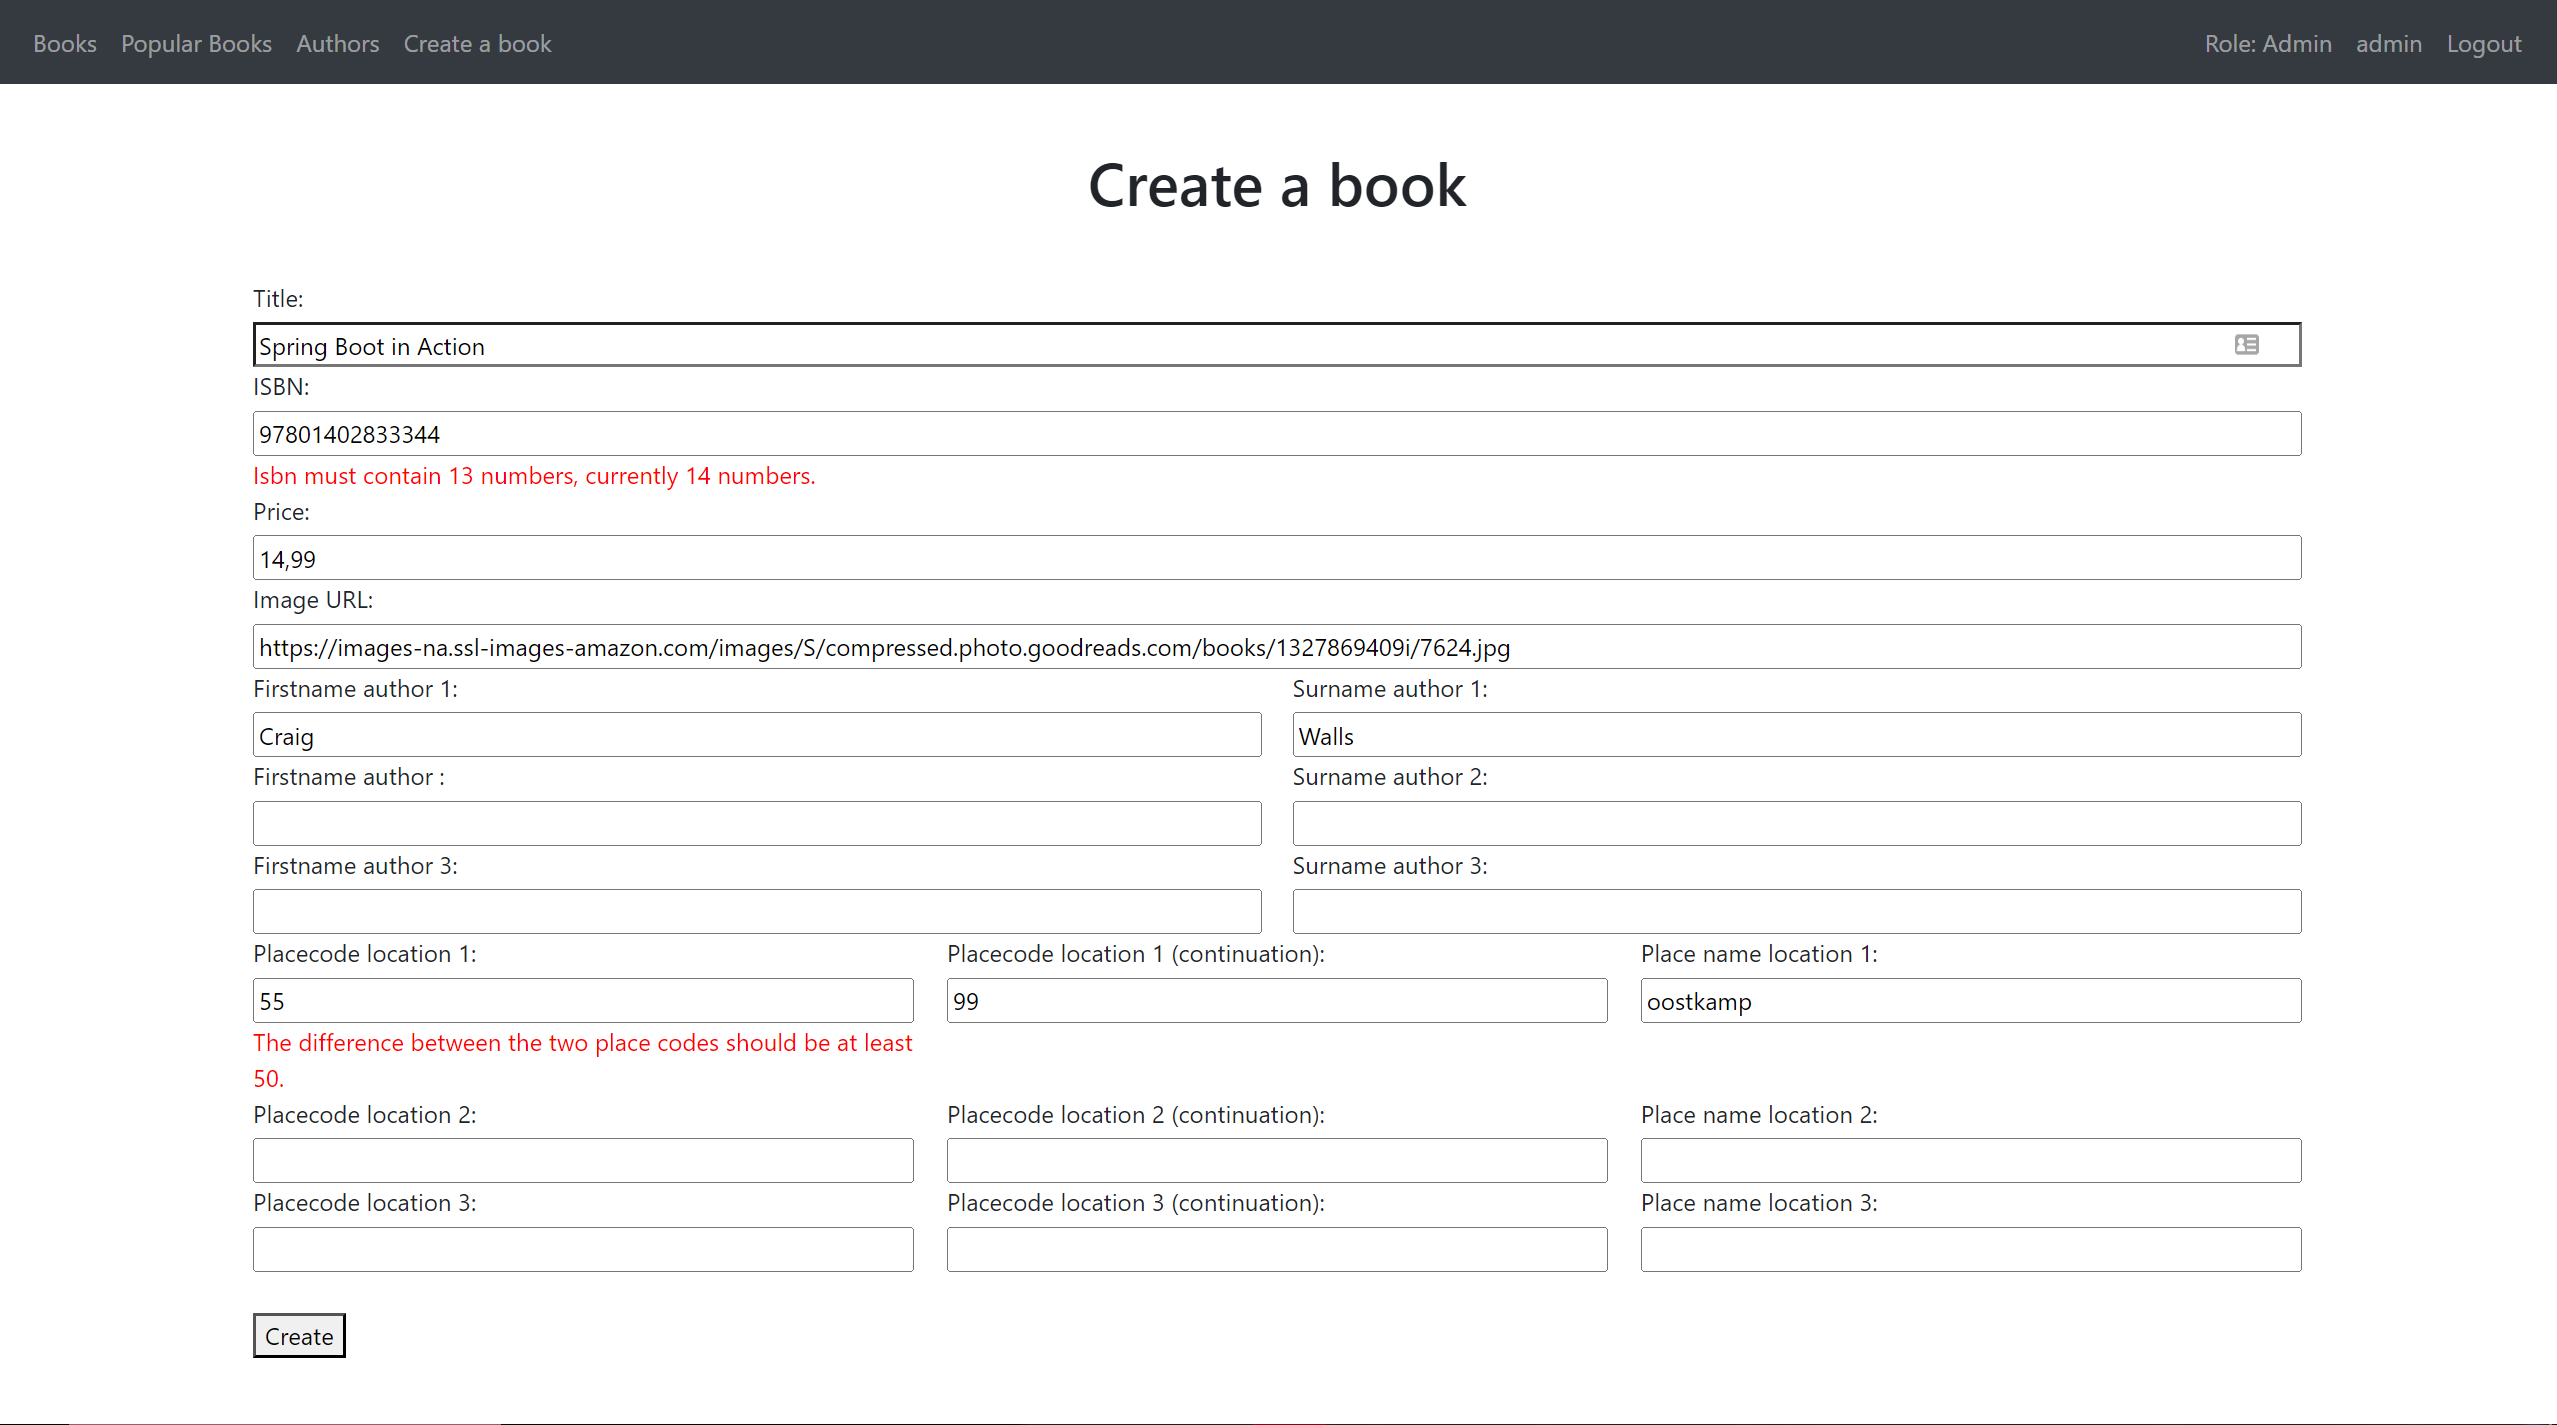 Books Popular Books Authors Create a book Role: Admin admin Logout
Create a book
Title:
Spring Boot in Action
ISBN:
97801402833344
Isbn must contain 13 numbers, currently 14 numbers.
Price:
14,99
Image URL:
https://images-na.ssl-images-amazon.com/images/S/compressed.photo.goodreads.com/books/1327869409i/7624.jpg
Firstname author 1: Surname author 1:
Craig Walls
Firstname author : Surname author 2:
Firstname author 3: Surname author 3:
Placecode location 1: Placecode location 1 (continuation): Place name location 1:
55 99 oostkamp
The difference between the two place codes should be at least
50.
Placecode location 2: Placecode location 2 (continuation): Place name location 2:
Placecode location 3: Placecode location 3 (continuation): Place name location 3:
Create